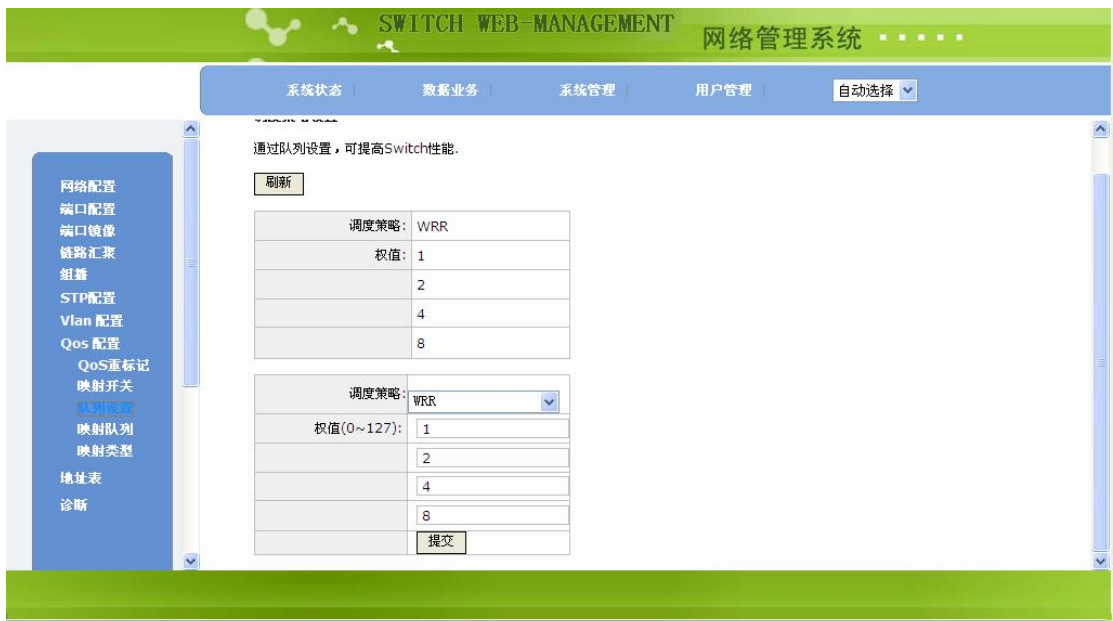 SWITCH WEB-MANAGEMENT 网络管理系统
系统状态 数据业务 系统管理 用户管理 自动选择
通过队列设置，可提高Switch性能.
刷新
网络配置
端口配置
端口镜像
链路汇聚
组播
STP配置
Vlan 配置
Qos 配置
QoS重标记
映射开关
队列设置
映射队列
映射类型
地址表
诊断
调度策略: WRR
权值: 1
2
4
8
调度策略: WRR
权值(0~127): 1
2
4
8
提交